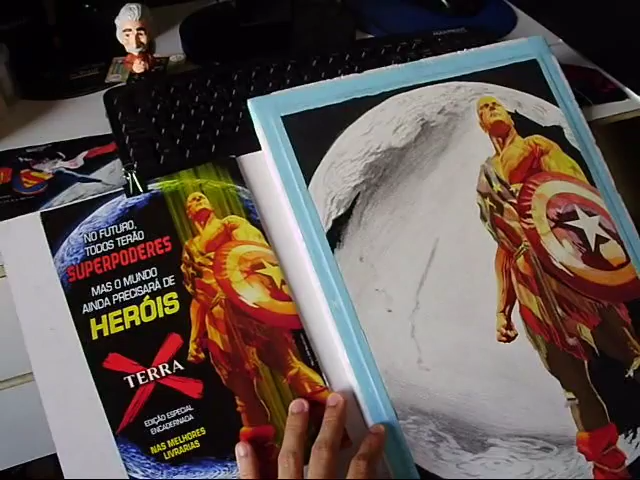 NO FUTURO,
TODOS TERÃO
SUPERPODERES
MAS O MUNDO
AINDA PRECISARÁ DE
HERÓIS
TERRA
X
EDIÇÃO ESPECIAL
ENCADERNADA
NAS MELHORES
LIVRARIAS